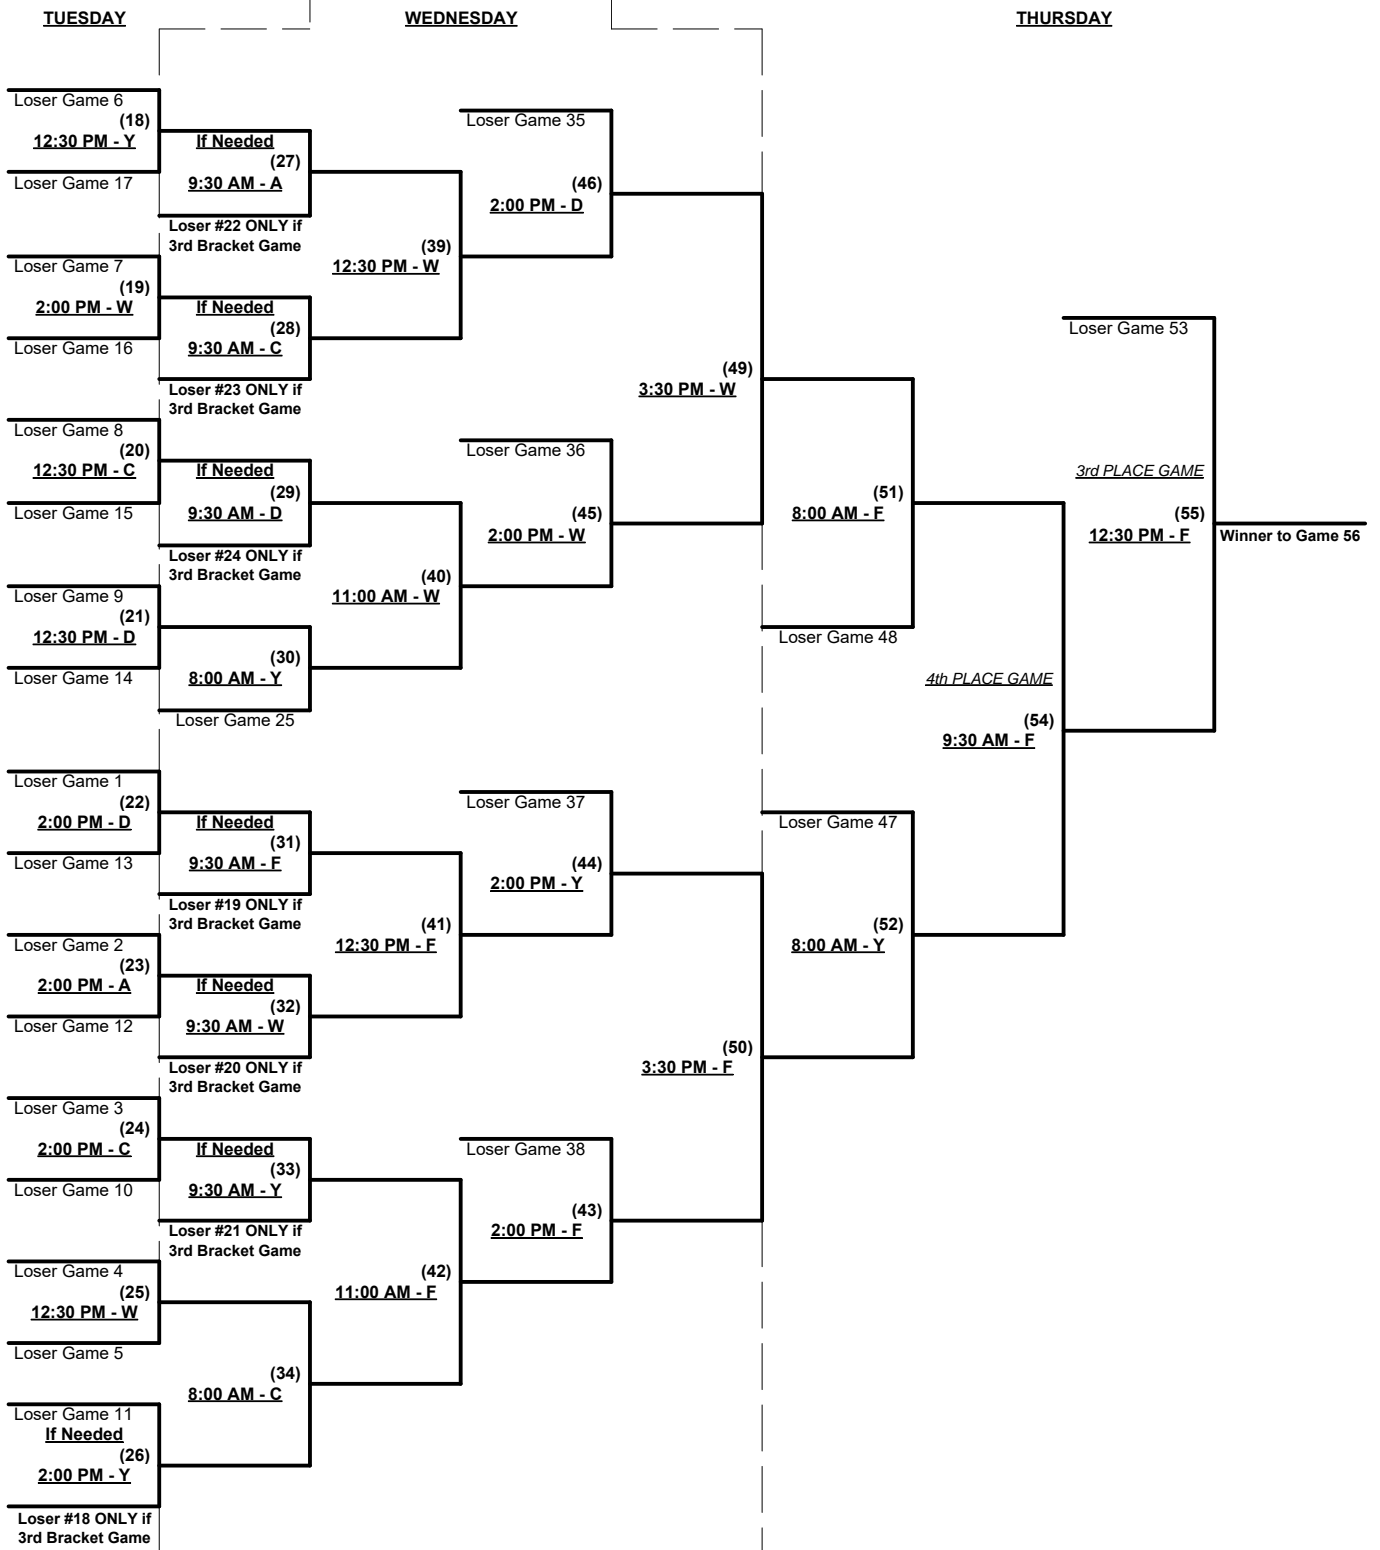 TUESDAY
WEDNESDAY
THURSDAY
Loser Game 6
(18)
12:30 PM - Y
Loser Game 17
If Needed
(27)
9:30 AM - A
Loser #22 ONLY if
3rd Bracket Game
Loser Game 7
(19)
2:00 PM - W
Loser Game 16
If Needed
(28)
9:30 AM - C
Loser #23 ONLY if
3rd Bracket Game
Loser Game 8
(20)
12:30 PM - C
Loser Game 15
If Needed
(29)
9:30 AM - D
Loser #24 ONLY if
3rd Bracket Game
Loser Game 9
(21)
12:30 PM - D
Loser Game 14
(30)
8:00 AM - Y
Loser Game 25
Loser Game 1
(22)
2:00 PM - D
Loser Game 13
If Needed
(31)
9:30 AM - F
Loser #19 ONLY if
3rd Bracket Game
Loser Game 2
(23)
2:00 PM - A
Loser Game 12
If Needed
(32)
9:30 AM - W
Loser #20 ONLY if
3rd Bracket Game
Loser Game 3
(24)
2:00 PM - C
Loser Game 10
If Needed
(33)
9:30 AM - Y
Loser #21 ONLY if
3rd Bracket Game
Loser Game 4
(25)
12:30 PM - W
Loser Game 5
(34)
8:00 AM - C
Loser Game 11
If Needed
(26)
2:00 PM - Y
Loser #18 ONLY if
3rd Bracket Game
(39)
12:30 PM - W
(40)
11:00 AM - W
(41)
12:30 PM - F
(42)
11:00 AM - F
Loser Game 35
(46)
2:00 PM - D
Loser Game 36
(45)
2:00 PM - W
Loser Game 37
(44)
2:00 PM - Y
Loser Game 38
(43)
2:00 PM - F
(49)
3:30 PM - W
(50)
3:30 PM - F
(51)
8:00 AM - F
Loser Game 48
Loser Game 47
(52)
8:00 AM - Y
4th PLACE GAME
(54)
9:30 AM - F
Loser Game 53
3rd PLACE GAME
(55)
12:30 PM - F
Winner to Game 56